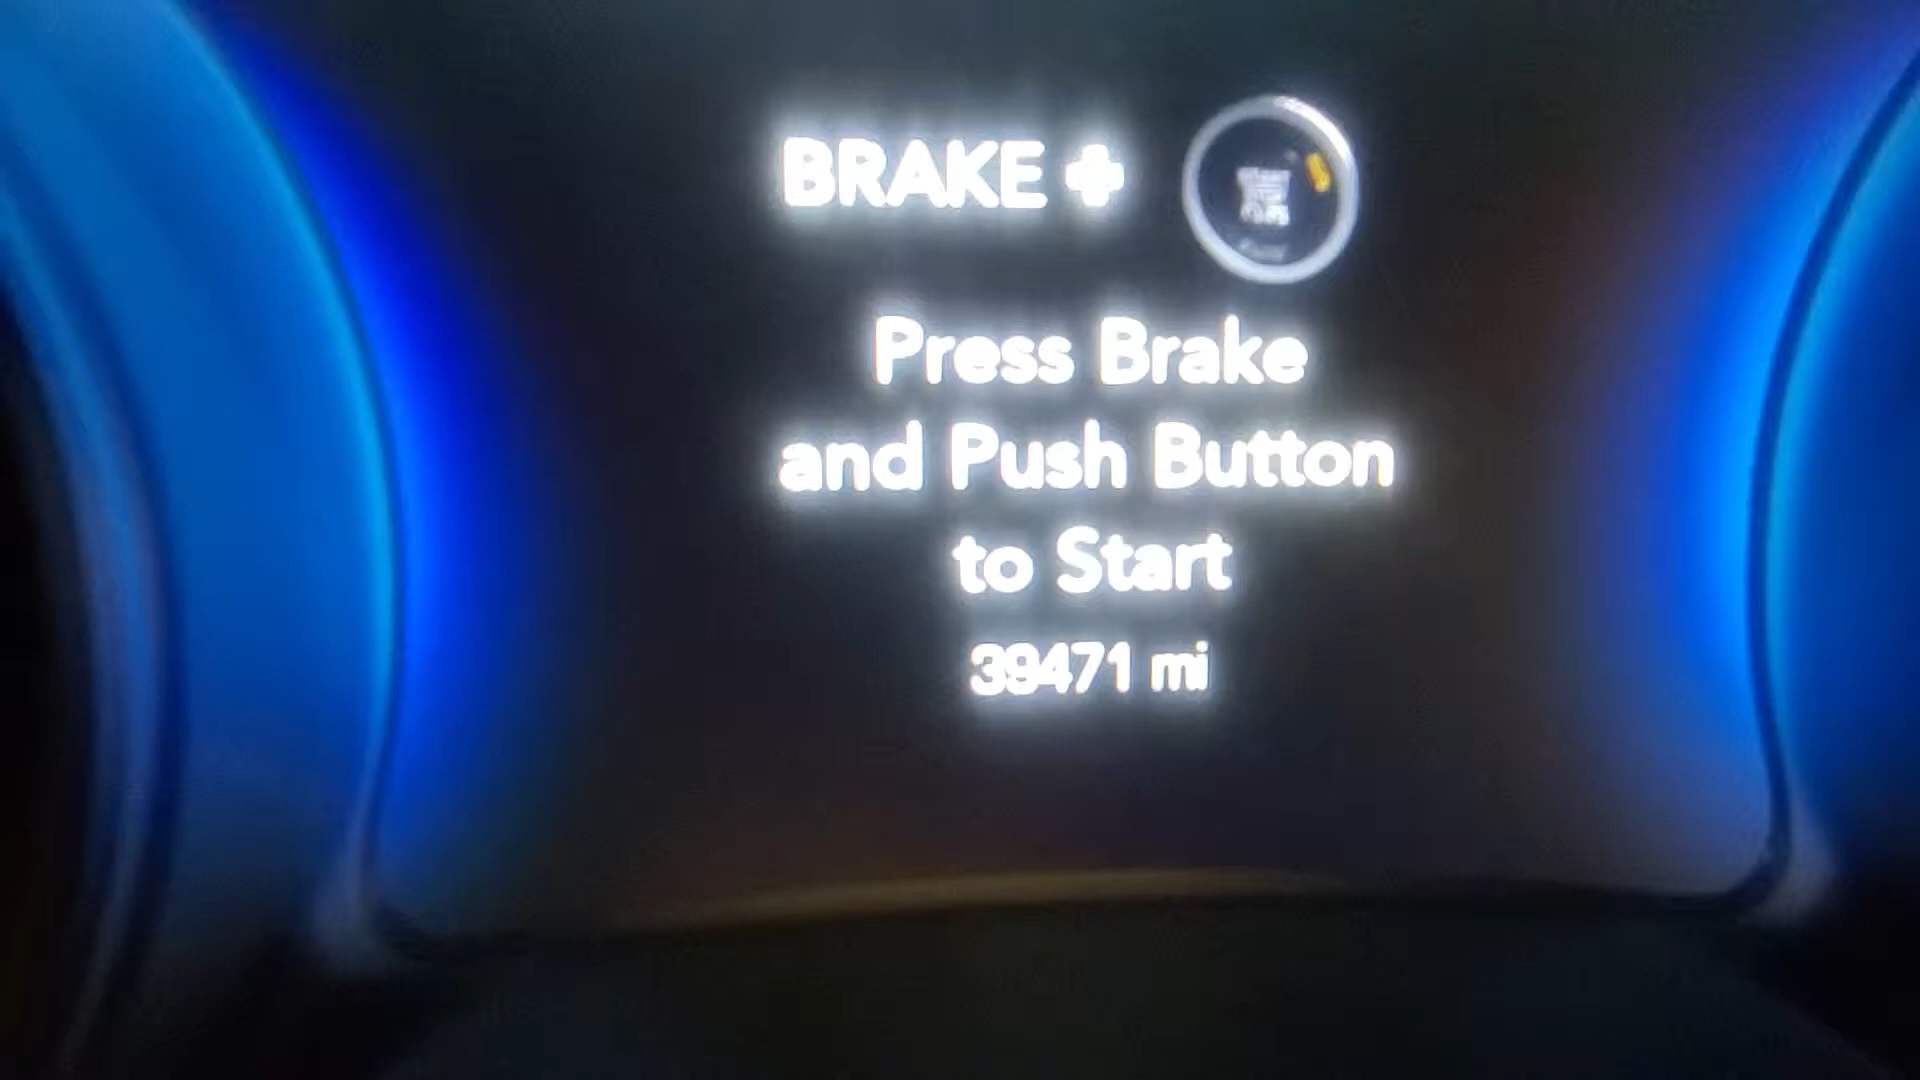 BRAKE +
Press Brake
and Push Button
to Start
39471 mi